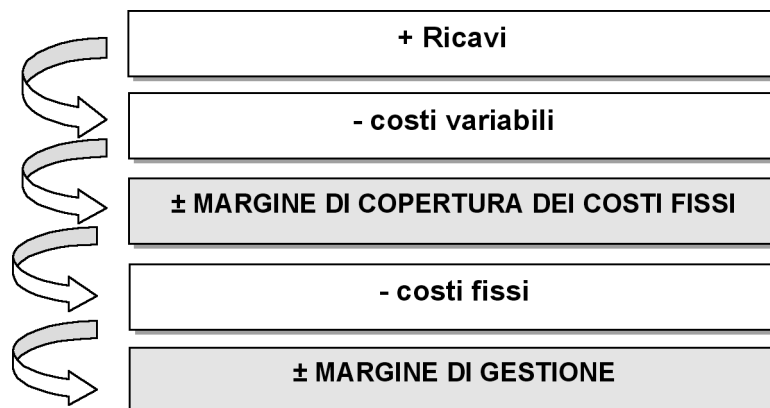 + Ricavi
- costi variabili
± MARGINE DI COPERTURA DEI COSTI FISSI
- costi fissi
± MARGINE DI GESTIONE